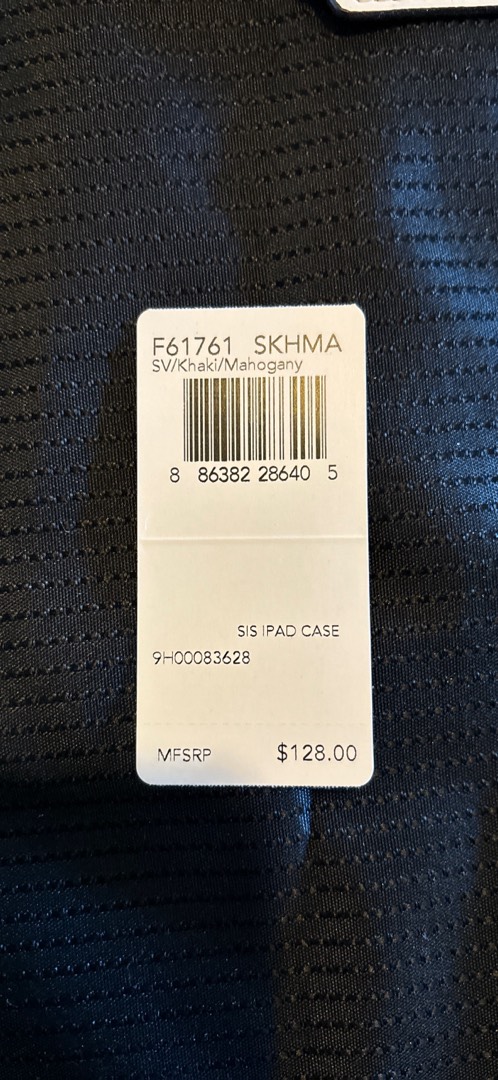 F61761 SKHMA
SV/Khaki/Mahogany
8 86382 28640 5
SIS IPAD CASE
9H00083628
MFSRP $128.00